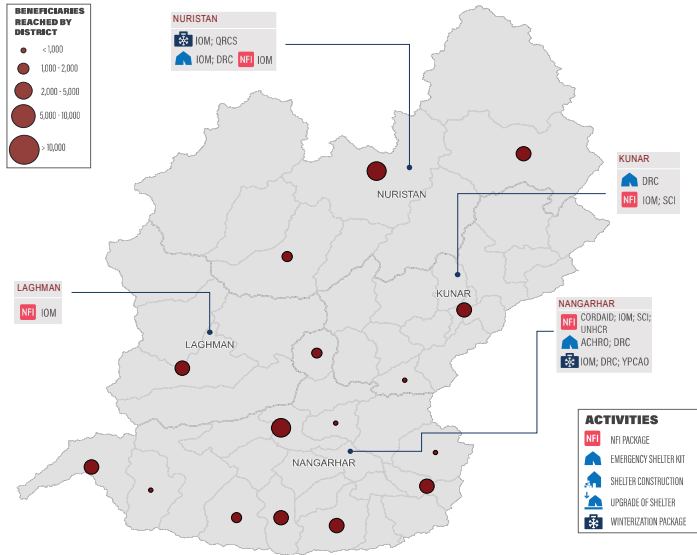 BENEFICIARIES
REACHED BY
DISTRICT
< 1,000
1,000 - 2,000
2,000 - 5,000
5,000 - 10,000
> 10,000
NURISTAN
IOM; QRCS
IOM; DRC NFI IOM
KUNAR
DRC
NFI IOM; SCI
NURISTAN
LAGHMAN
NFI IOM
KUNAR
LAGHMAN
NANGARHAR
NFI CORDAID; IOM; SCI;
UNHCR
ACHRO; DRC
IOM; DRC; YPCAO
NANGARHAR
ACTIVITIES
NFI NFI PACKAGE
EMERGENCY SHELTER KIT
SHELTER CONSTRUCTION
UPGRADE OF SHELTER
WINTERIZATION PACKAGE